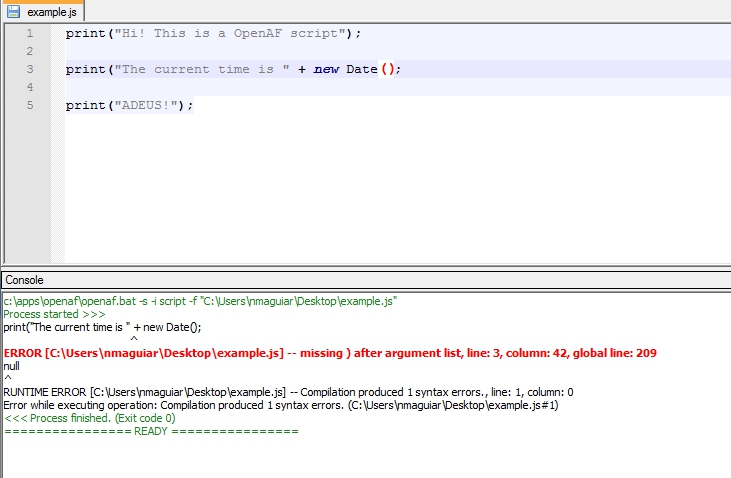 example.js
1 print("Hi! This is a OpenAF script");
2
3 print("The current time is " + new Date();
4
5 print("ADEUS!");
Console
c:\apps\openaf\openaf.bat -s -i script -f "C:\Users\nmaguiar\Desktop\example.js"
Process started >>>
print("The current time is " + new Date();
^
ERROR [C:\Users\nmaguiar\Desktop\example.js] -- missing ) after argument list, line: 3, column: 42, global line: 209
null
^
RUNTIME ERROR [C:\Users\nmaguiar\Desktop\example.js] -- Compilation produced 1 syntax errors., line: 1, column: 0
Error while executing operation: Compilation produced 1 syntax errors. (C:\Users\nmaguiar\Desktop\example.js#1)
<<< Process finished. (Exit code 0)
================ READY ================